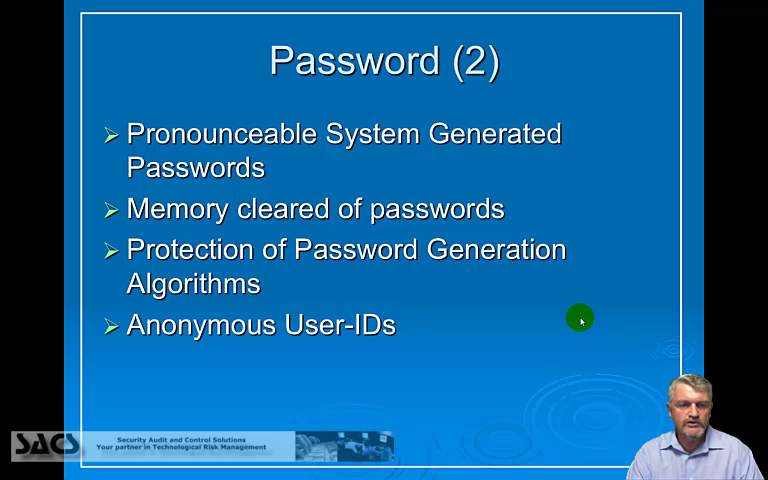 Password (2)
Pronounceable System Generated
Passwords
Memory cleared of passwords
Protection of Password Generation
Algorithms
Anonymous User-IDs
SACS
Security Audit and Control Solutions
Your partner in Technological Risk Management